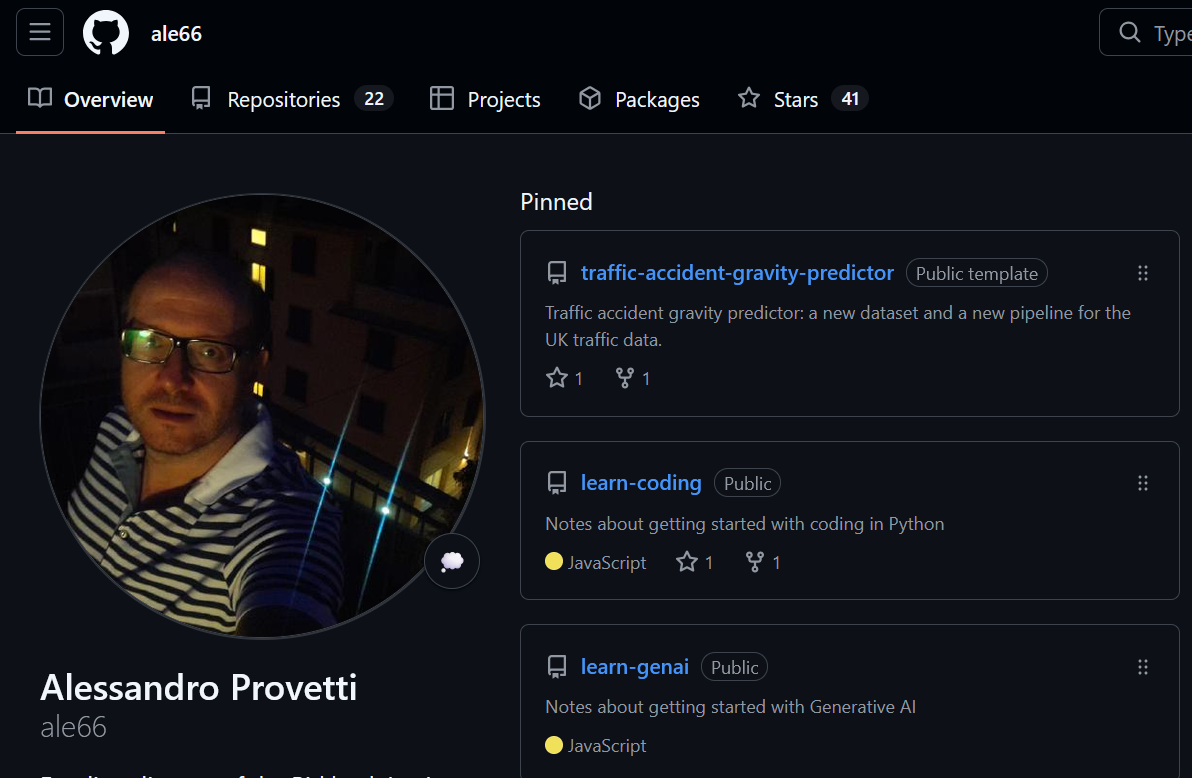 ale66
Type
Overview
Repositories 22
Projects
Packages
Stars 41
Pinned
traffic-accident-gravity-predictor Public template
Traffic accident gravity predictor: a new dataset and a new pipeline for the
UK traffic data.
1 1
learn-coding Public
Notes about getting started with coding in Python
JavaScript 1 1
learn-genai Public
Notes about getting started with Generative AI
JavaScript
Alessandro Provetti
ale66